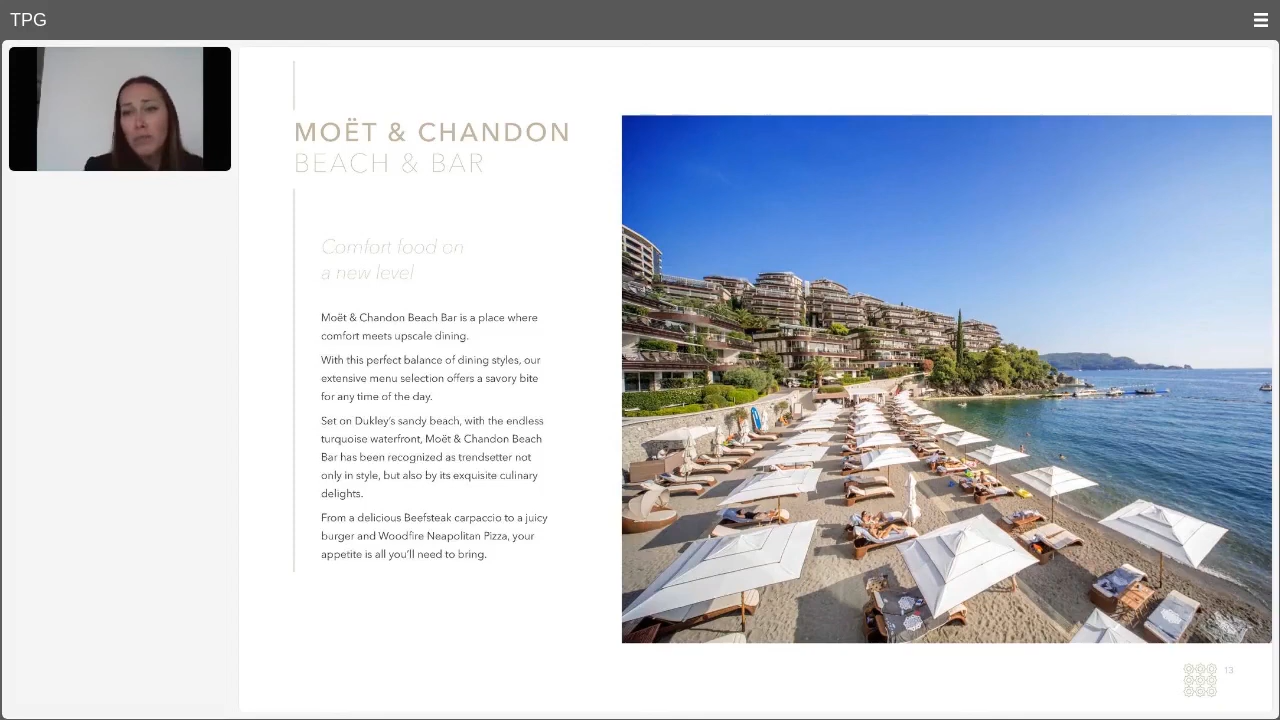 TPG
MOËT & CHANDON
BEACH & BAR
Comfort food on
a new level
Moët & Chandon Beach Bar is a place where
comfort meets upscale dining.
With this perfect balance of dining styles, our
extensive menu selection offers a savory bite
for any time of the day.
Set on Dukley's sandy beach, with the endless
turquoise waterfront, Moët & Chandon Beach
Bar has been recognized as trendsetter not
only in style, but also by its exquisite culinary
delights.
From a delicious Beefsteak carpaccio to a juicy
burger and Woodfire Neapolitan Pizza, your
appetite is all you'll need to bring.
13